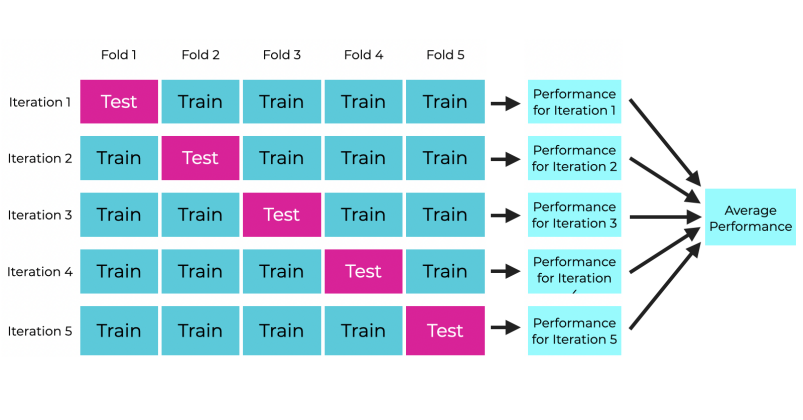 Fold 1 Fold 2 Fold 3 Fold 4 Fold 5
Iteration 1 Test Train Train Train Train
Performance
for Iteration 1
Iteration 2 Train Test Train Train Train
Performance
for Iteration 2
Iteration 3 Train Train Test Train Train
Performance
for Iteration 3
Average
Performance
Iteration 4 Train Train Train Test Train
Performance
for Iteration
Iteration 5 Train Train Train Train Test
Performance
for Iteration 5